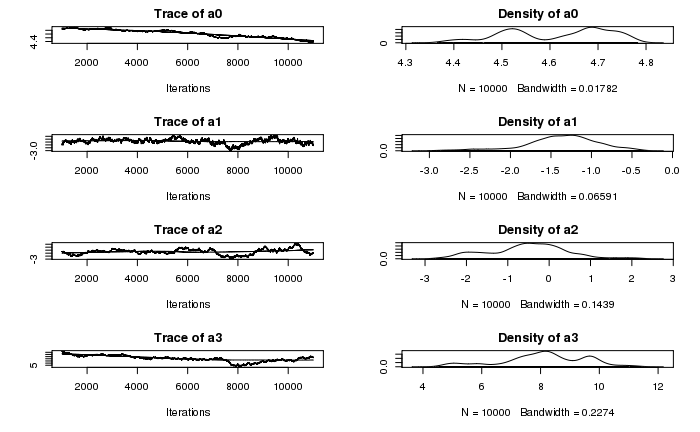 Trace of a0
4.4
2000 4000 6000 8000 10000
Iterations
Density of a0
0
4.3 4.4 4.5 4.6 4.7 4.8
N = 10000 Bandwidth = 0.01782
Trace of a1
-3.0
2000 4000 6000 8000 10000
Iterations
Density of a1
0.0
-3.0 -2.5 -2.0 -1.5 -1.0 -0.5 0.0
N = 10000 Bandwidth = 0.06591
Trace of a2
-3
2000 4000 6000 8000 10000
Iterations
Density of a2
0.0
-3 -2 -1 0 1 2 3
N = 10000 Bandwidth = 0.1439
Trace of a3
5
2000 4000 6000 8000 10000
Iterations
Density of a3
0.0
4 6 8 10 12
N = 10000 Bandwidth = 0.2274